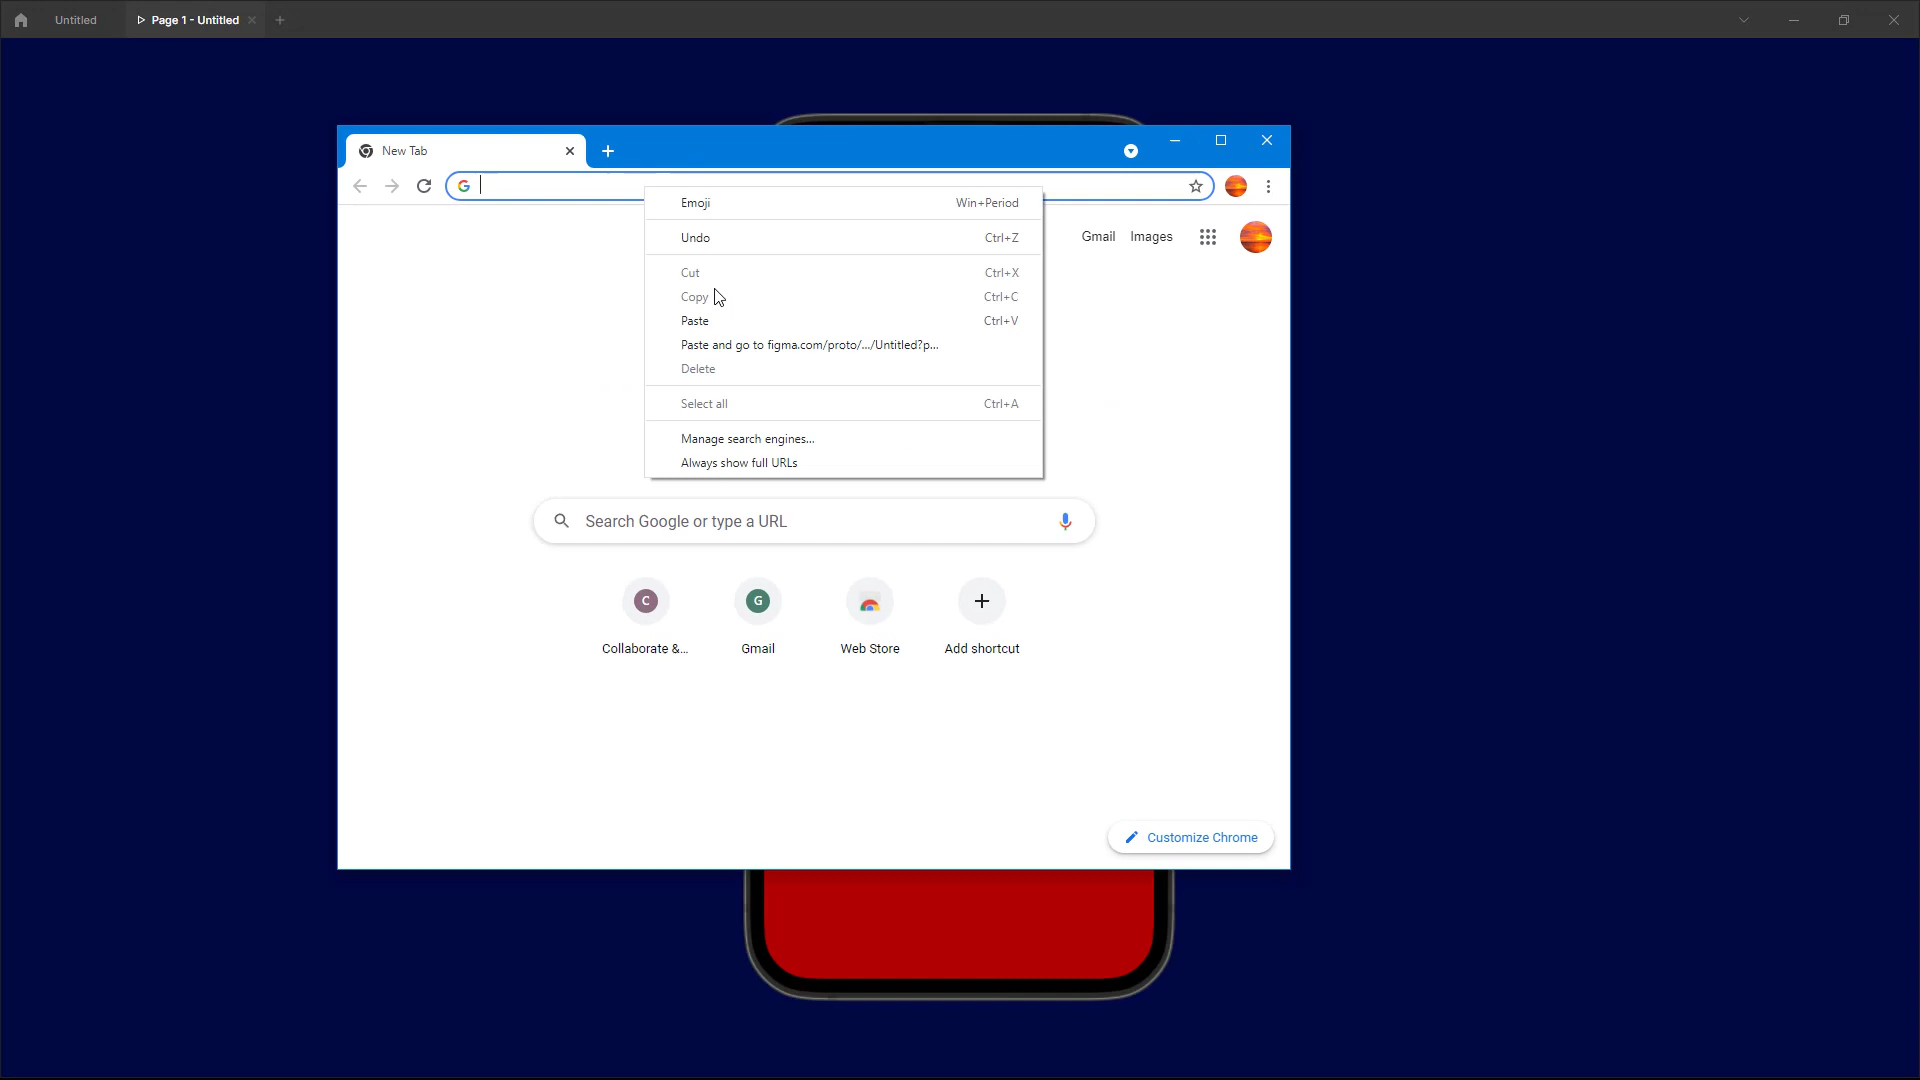 Untitled
Page 1 - Untitled
New Tab
Emoji Win+Period
Undo Ctrl+Z
Cut Ctrl+X
Copy Ctrl+C
Paste Ctrl+V
Paste and go to figma.com/proto/.../Untitled?p...
Delete
Select all Ctrl+A
Manage search engines...
Always show full URLs
Gmail Images
Search Google or type a URL
C G
Collaborate &... Gmail Web Store Add shortcut
Customize Chrome